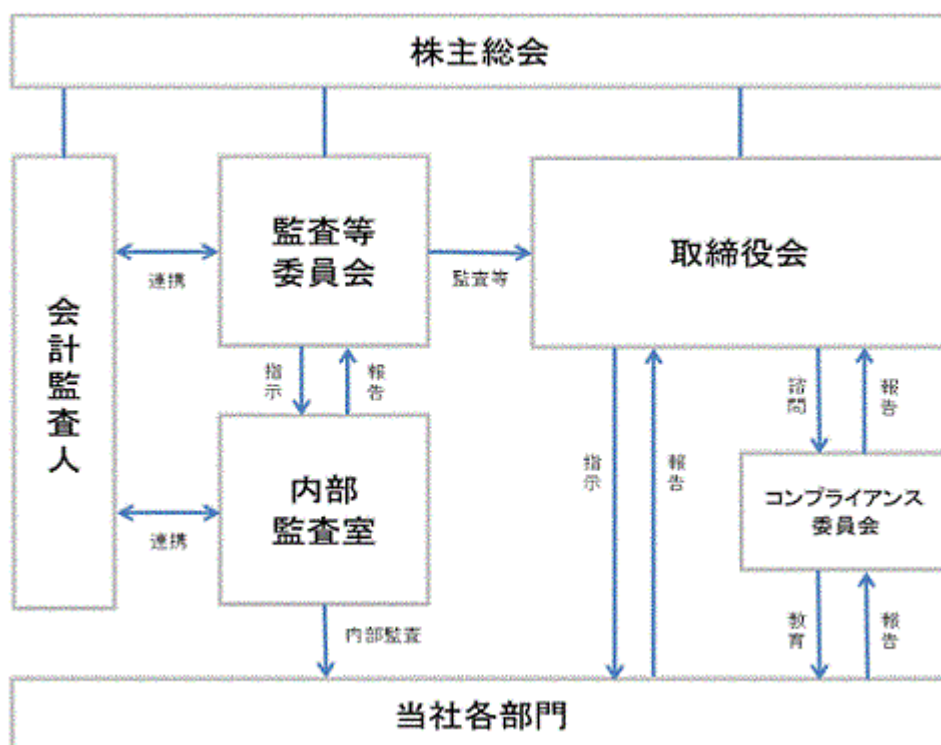 株主総会
会計監査人
監査等
委員会
取締役会
連携
監査等
指示
報告
諮問
報告
内部
監査室
指示
報告
コンプライアンス
委員会
連携
内部監査
教育
報告
当社各部門